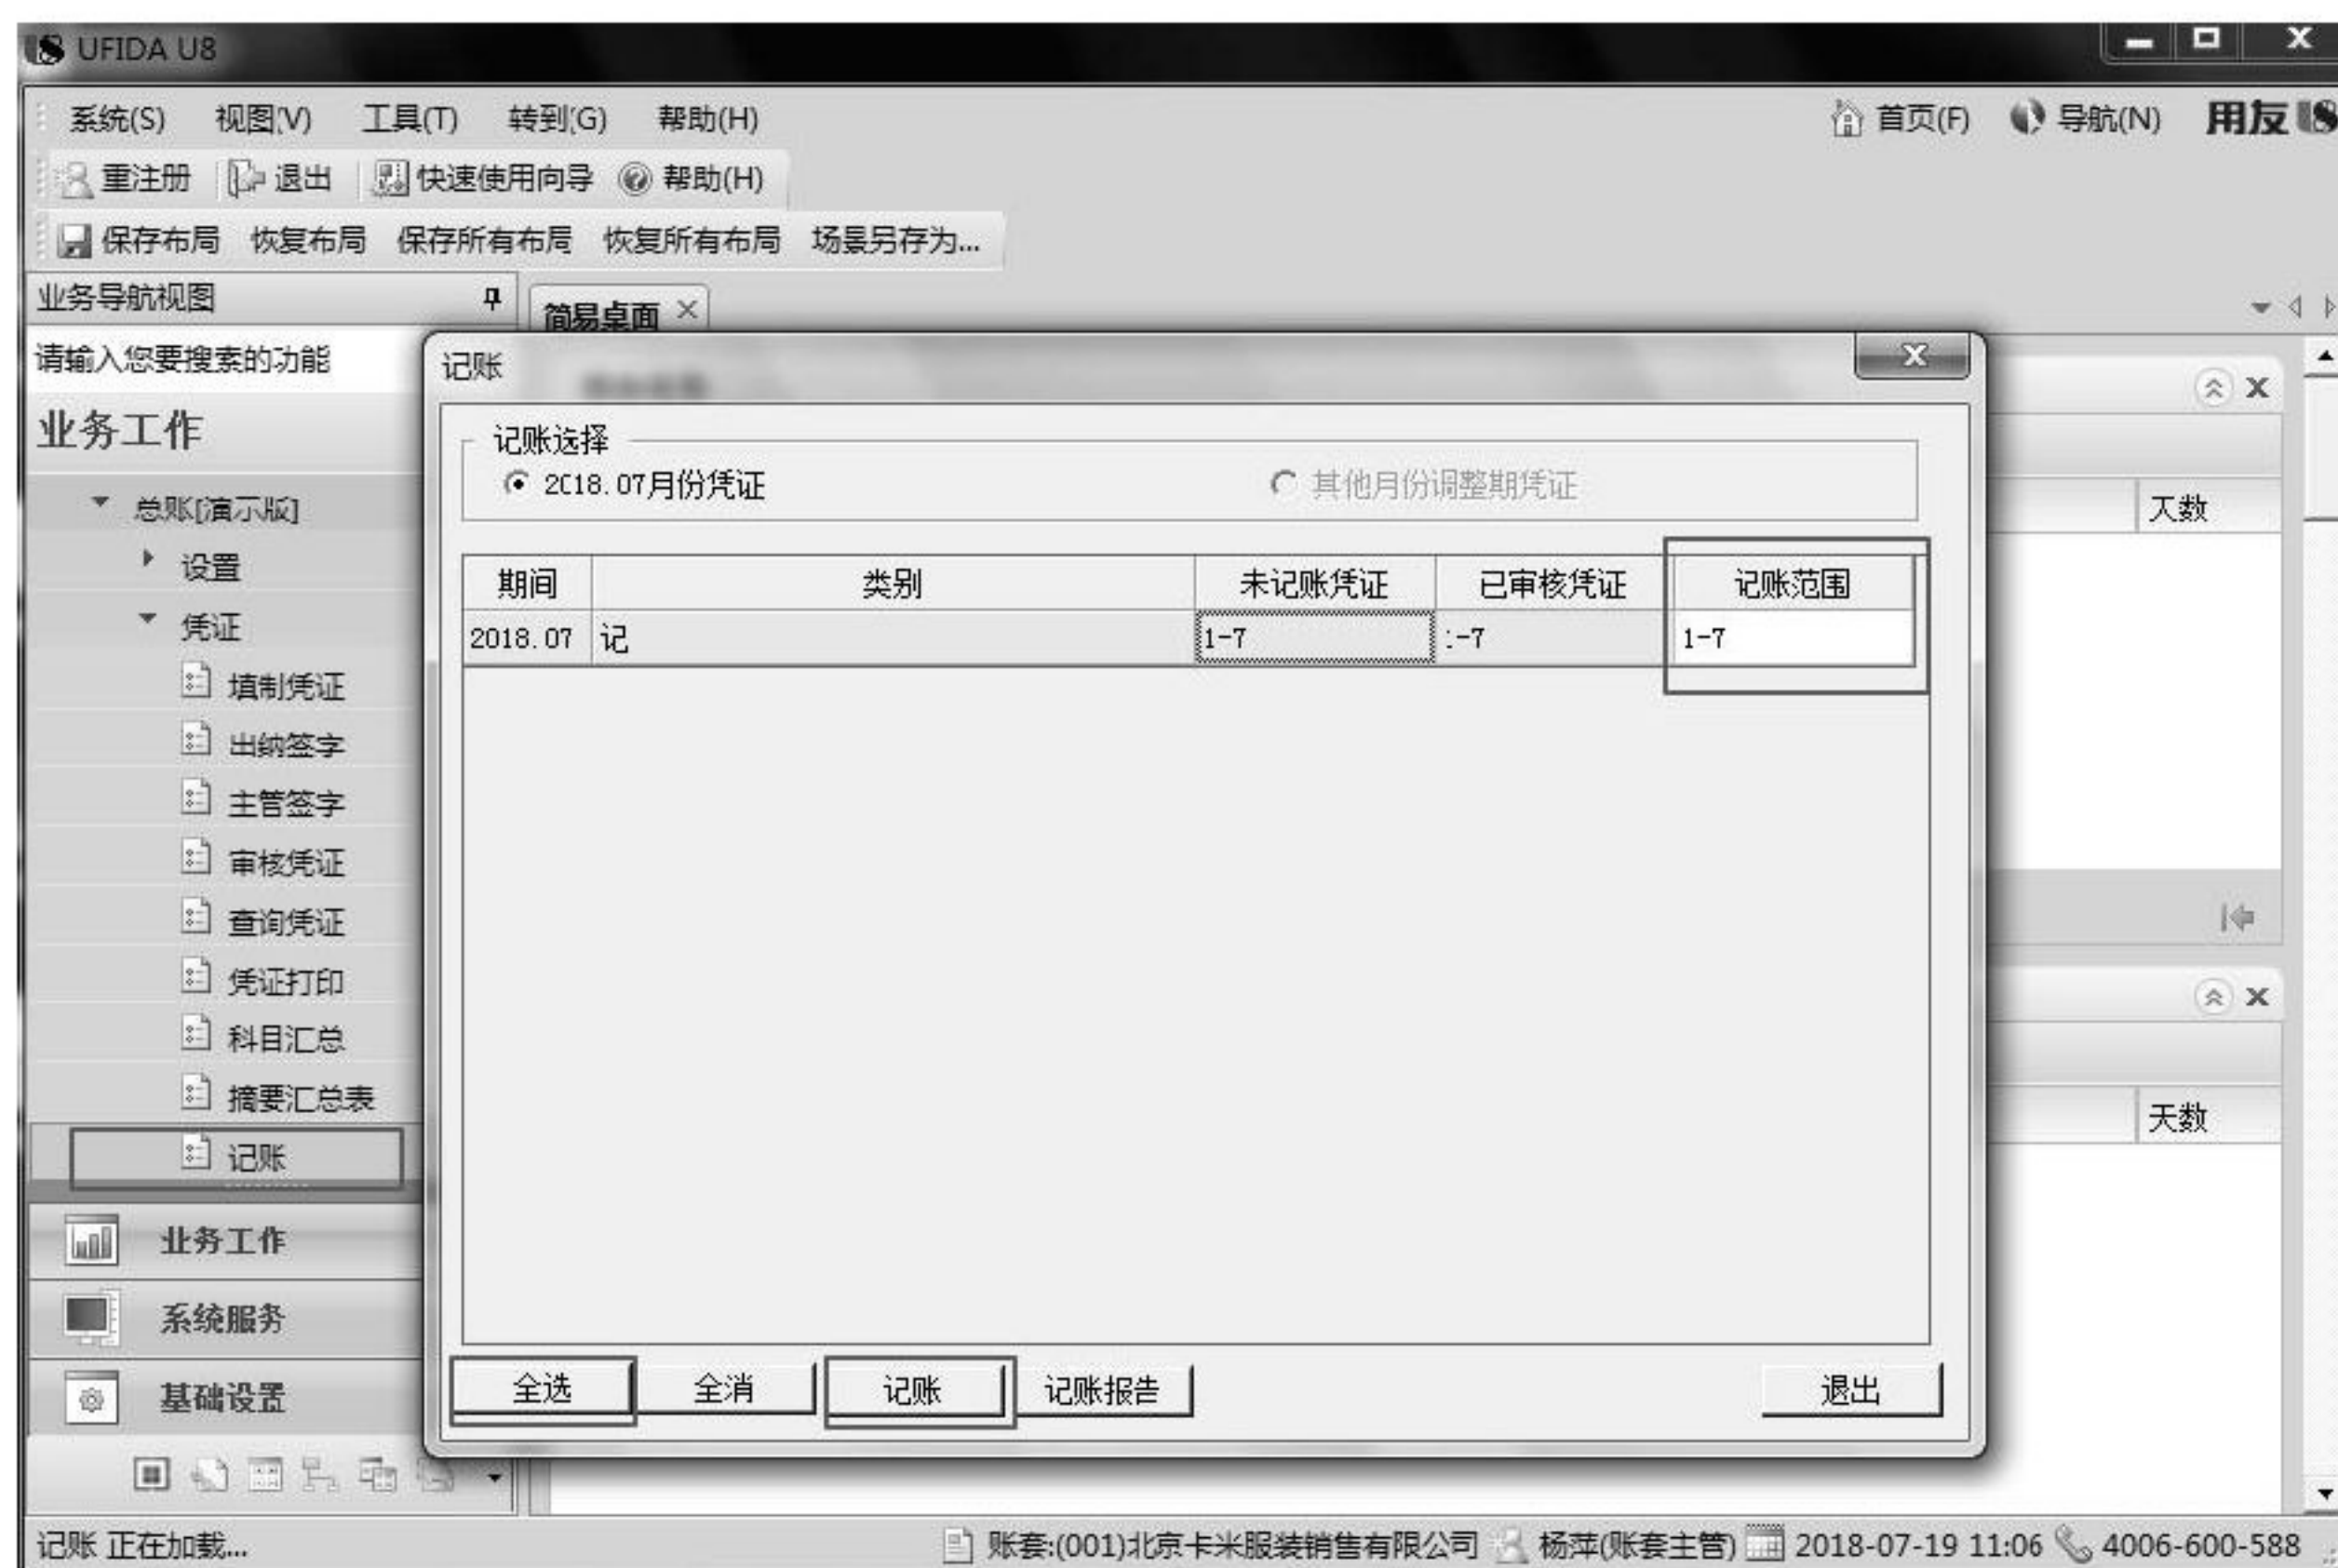 UFIDA U8
系统(S) 视图(V) 工具(T) 转到(G) 帮助(H) 首页(F) 导航(N) 用友
重注册 退出 快速使用向导 帮助(H)
保存布局 恢复布局 保存所有布局 恢复所有布局 场景另存为...
业务导航视图 简易桌面
请输入您要搜索的功能
业务工作
总账[演示版]
设置
凭证
填制凭证
出纳签字
主管签字
审核凭证
查询凭证
凭证打印
科目汇总
摘要汇总表
记账
业务工作
系统服务
基础设置
记账
记账选择
2018.07月份凭证 其他月份调整期凭证
期间 类别 未记账凭证 已审核凭证 记账范围
2018.07 记 1-7 1-7 1-7
全选 全消 记账 记账报告 退出
天数
天数
记账 正在加载... 账套:(001)北京卡米服装销售有限公司 杨萍(账套主管) 2018-07-19 11:06 4006-600-588